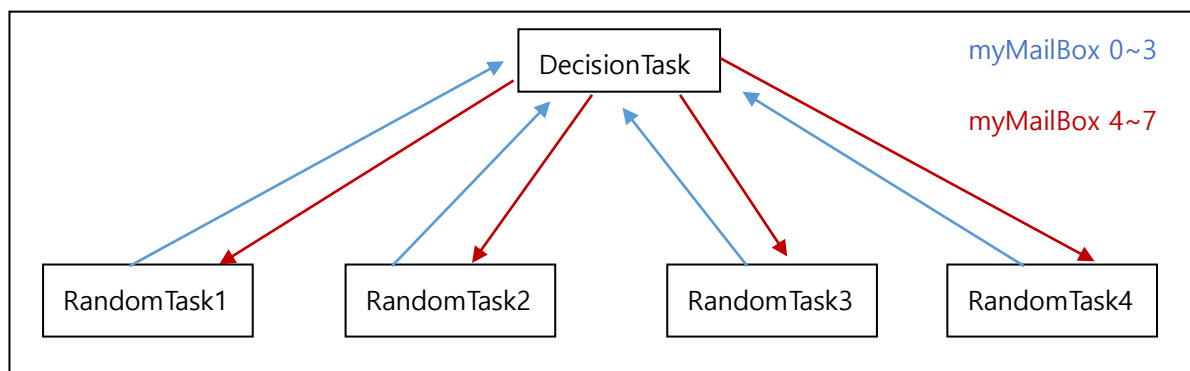 DecisionTask
myMailBox 0~3
myMailBox 4~7
RandomTask1
RandomTask2
RandomTask3
RandomTask4